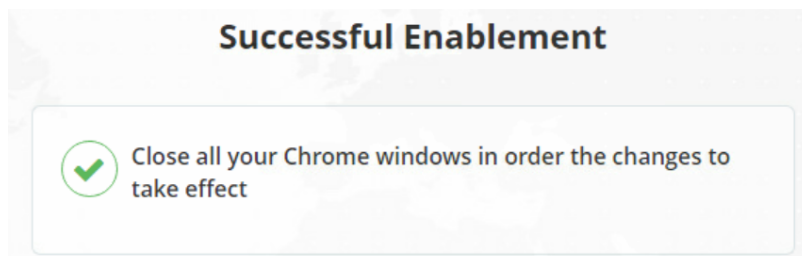 Successful Enablement
Close all your Chrome windows in order the changes to
take effect